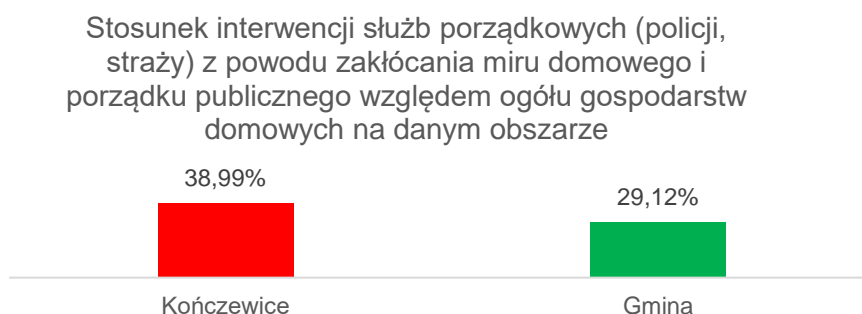 Stosunek interwencji służb porządkowych (policji,
straży) z powodu zakłócania miru domowego i
porządku publicznego względem ogółu gospodarstw
domowych na danym obszarze
38,99%
29,12%
Kończewice
Gmina